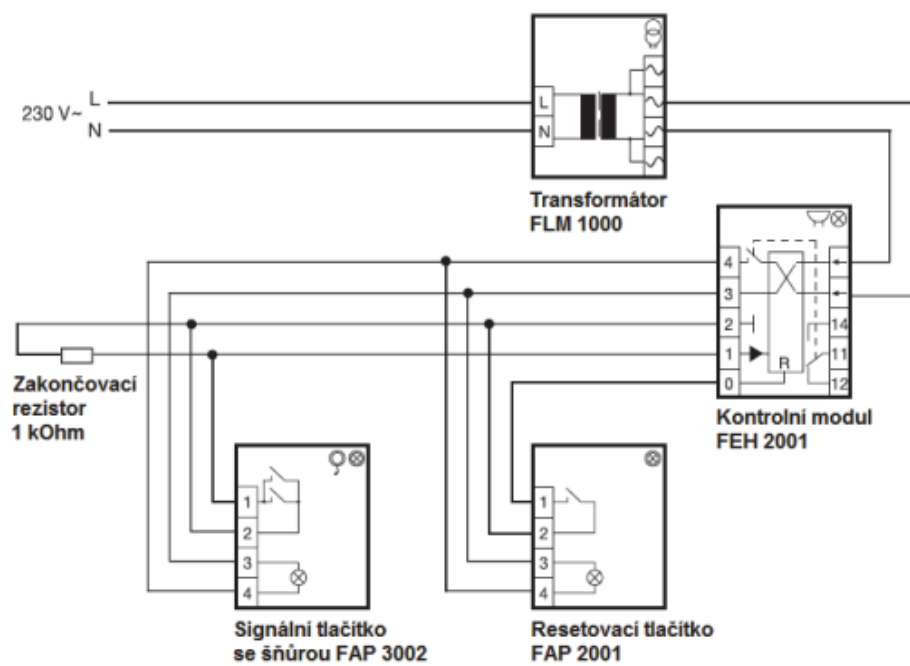 230 V~ L
N
L
N
Transformátor
FLM 1000
4
3
2
1
0
R
14
11
12
Kontrolní modul
FEH 2001
Zakončovací
rezistor
1 kOhm
1
2
3
4
Signální tlačítko
se šňůrou FAP 3002
1
2
3
4
Resetovací tlačítko
FAP 2001